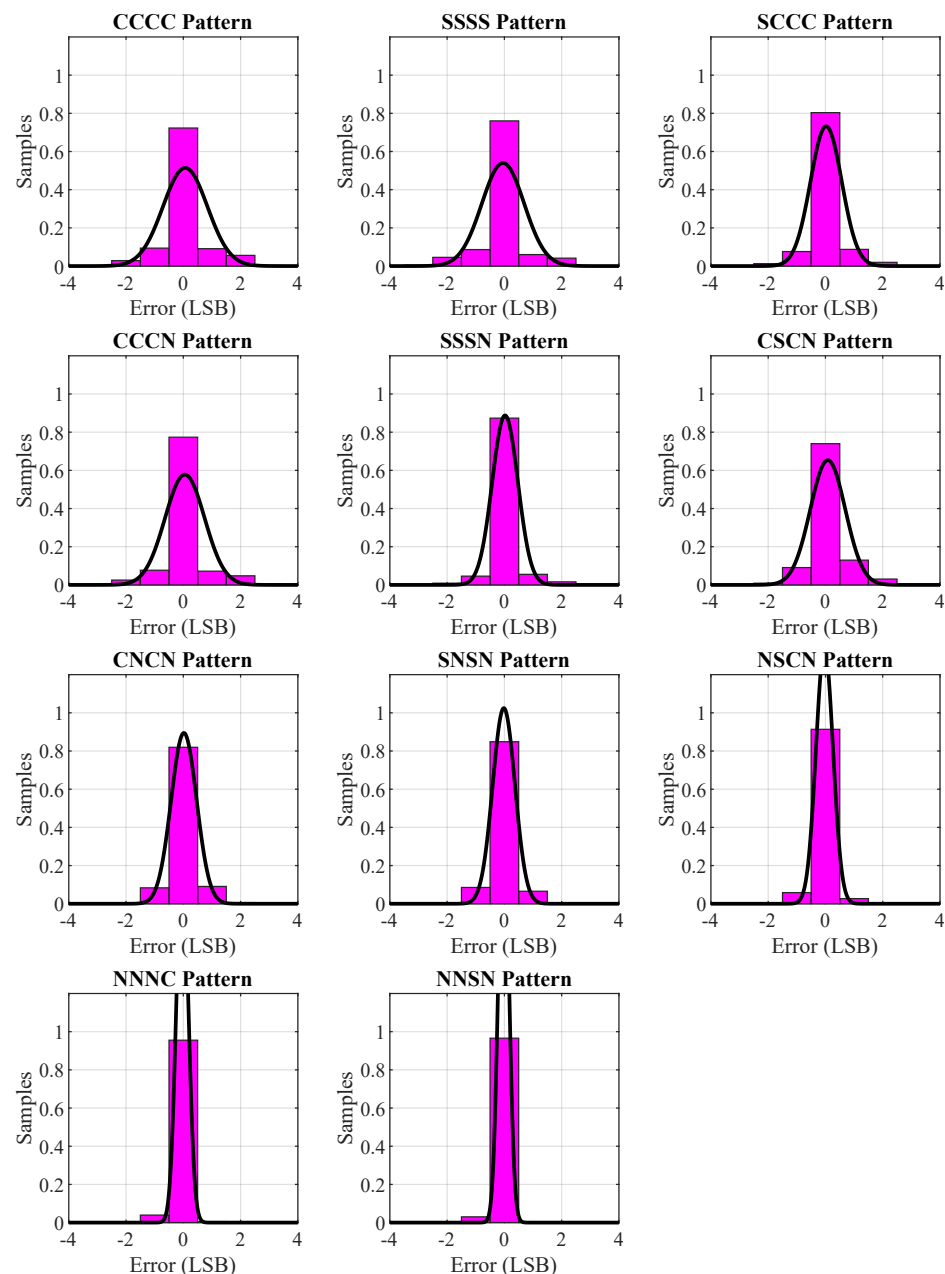 CCCC Pattern
1
0.8
0.6
0.4
0.2
0
Samples
-4 -2 0 2 4
Error (LSB)
SSSS Pattern
1
0.8
0.6
0.4
0.2
0
Samples
-4 -2 0 2 4
Error (LSB)
SCCC Pattern
1
0.8
0.6
0.4
0.2
0
Samples
-4 -2 0 2 4
Error (LSB)
CCCN Pattern
1
0.8
0.6
0.4
0.2
0
Samples
-4 -2 0 2 4
Error (LSB)
SSSN Pattern
1
0.8
0.6
0.4
0.2
0
Samples
-4 -2 0 2 4
Error (LSB)
CSCN Pattern
1
0.8
0.6
0.4
0.2
0
Samples
-4 -2 0 2 4
Error (LSB)
CNCN Pattern
1
0.8
0.6
0.4
0.2
0
Samples
-4 -2 0 2 4
Error (LSB)
SNSN Pattern
1
0.8
0.6
0.4
0.2
0
Samples
-4 -2 0 2 4
Error (LSB)
NSCN Pattern
1
0.8
0.6
0.4
0.2
0
Samples
-4 -2 0 2 4
Error (LSB)
NNNC Pattern
1
0.8
0.6
0.4
0.2
0
Samples
-4 -2 0 2 4
Error (LSB)
NNSN Pattern
1
0.8
0.6
0.4
0.2
0
Samples
-4 -2 0 2 4
Error (LSB)